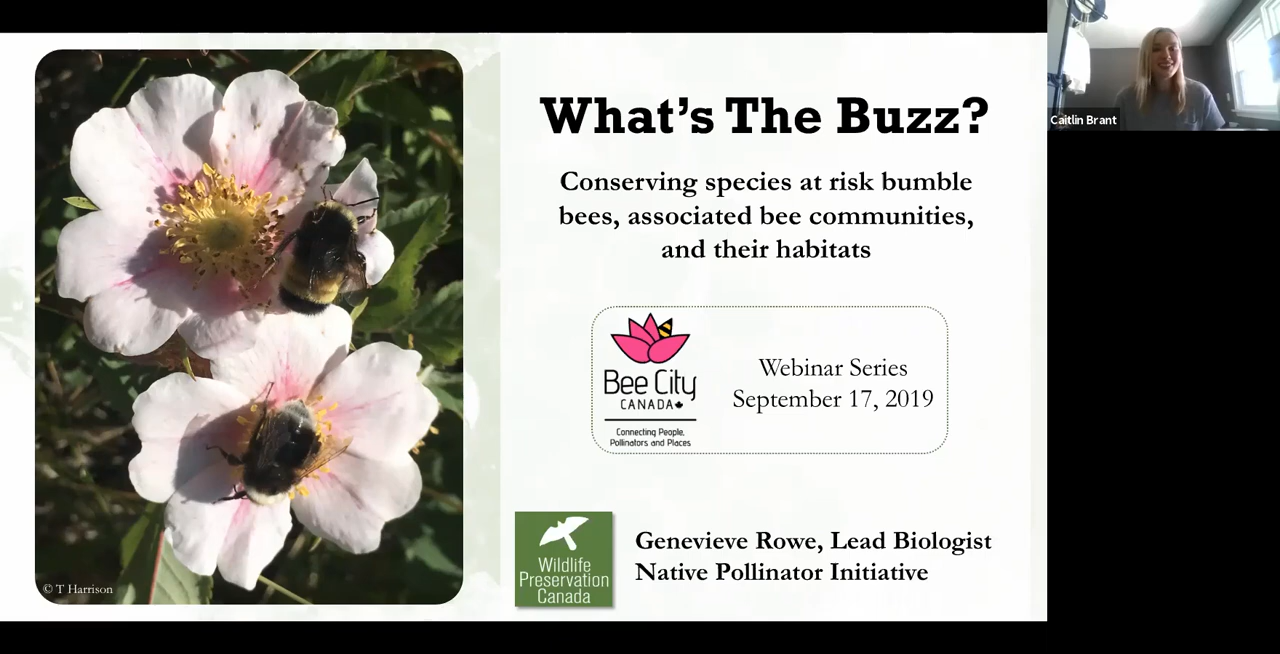 What's The Buzz?
Conserving species at risk bumble
bees, associated bee communities,
and their habitats
Bee City
CANADA
Connecting People,
Pollinators and Places
Webinar Series
September 17, 2019
Wildlife
Preservation
Canada
Genevieve Rowe, Lead Biologist
Native Pollinator Initiative
© T Harrison
Caitlin Brant